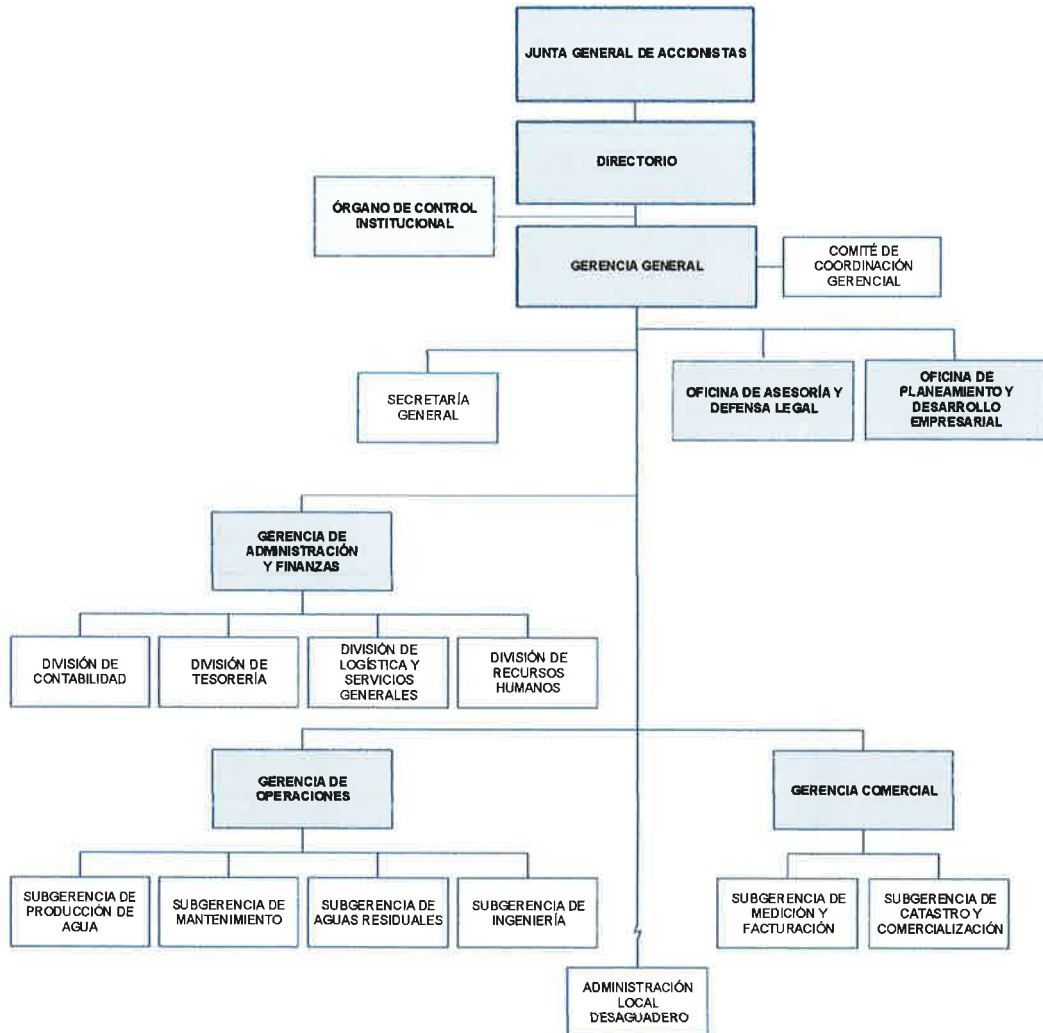 JUNTA GENERAL DE ACCIONISTAS
DIRECTORIO
ÓRGANO DE CONTROL
INSTITUCIONAL
GERENCIA GENERAL
COMITÉ DE
COORDINACIÓN
GERENCIAL
SECRETARÍA
GENERAL
OFICINA DE ASESORÍA Y
DEFENSA LEGAL
OFICINA DE
PLANEAMIENTO Y
DESARROLLO
EMPRESARIAL
GERENCIA DE
ADMINISTRACIÓN
Y FINANZAS
DIVISIÓN DE
CONTABILIDAD
DIVISIÓN DE
TESORERÍA
DIVISIÓN DE
LOGÍSTICA Y
SERVICIOS
GENERALES
DIVISIÓN DE
RECURSOS
HUMANOS
GERENCIA DE
OPERACIONES
GERENCIA COMERCIAL
SUBGERENCIA DE
PRODUCCIÓN DE
AGUA
SUBGERENCIA DE
MANTENIMIENTO
SUBGERENCIA DE
AGUAS RESIDUALES
SUBGERENCIA DE
INGENIERÍA
SUBGERENCIA DE
MEDICIÓN Y
FACTURACIÓN
SUBGERENCIA DE
CATASTRO Y
COMERCIALIZACIÓN
ADMINISTRACIÓN
LOCAL
DESAGUADERO